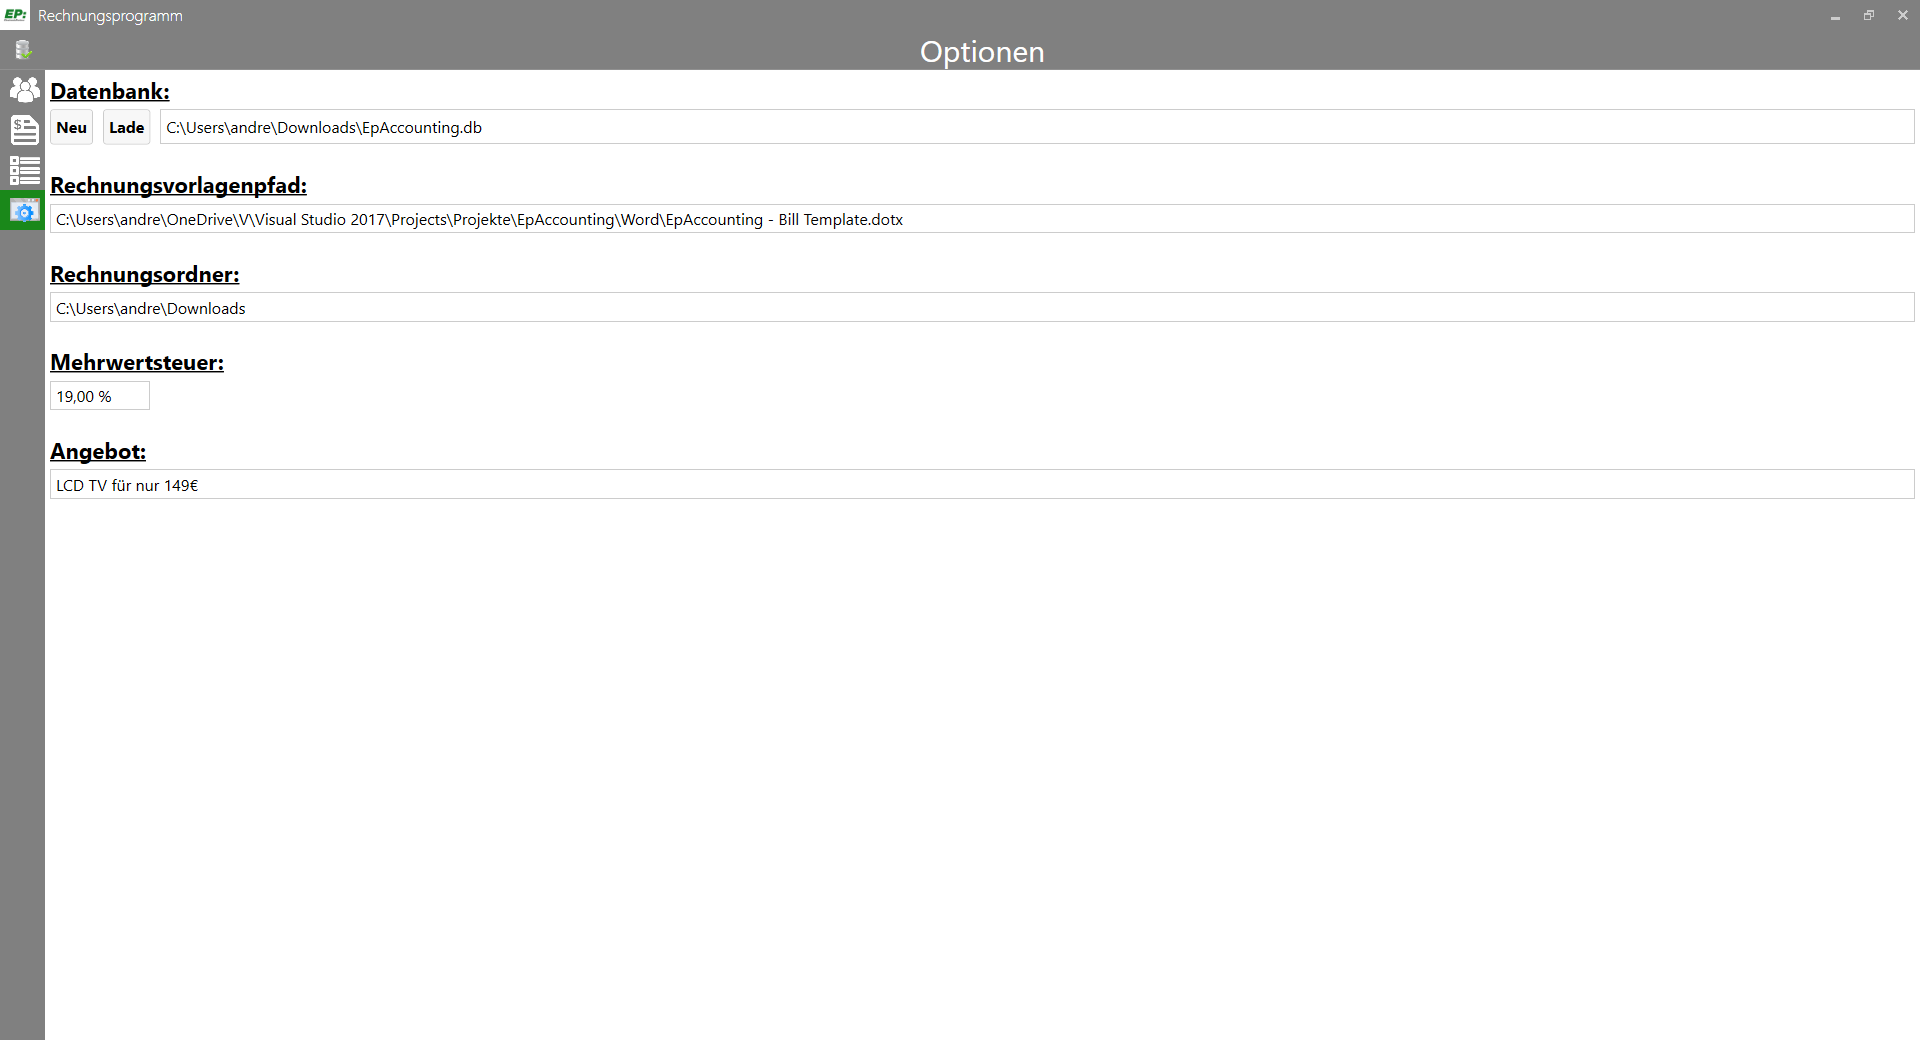 EP: Rechnungsprogramm
Optionen
Datenbank:
Neu Lade C:\Users\andre\Downloads\EpAccounting.db
Rechnungsvorlagenpfad:
C:\Users\andre\OneDrive\V\Visual Studio 2017\Projects\Projekte\EpAccounting\Word\EpAccounting - Bill Template.dotx
Rechnungsordner:
C:\Users\andre\Downloads
Mehrwertsteuer:
19,00 %
Angebot:
LCD TV für nur 149€